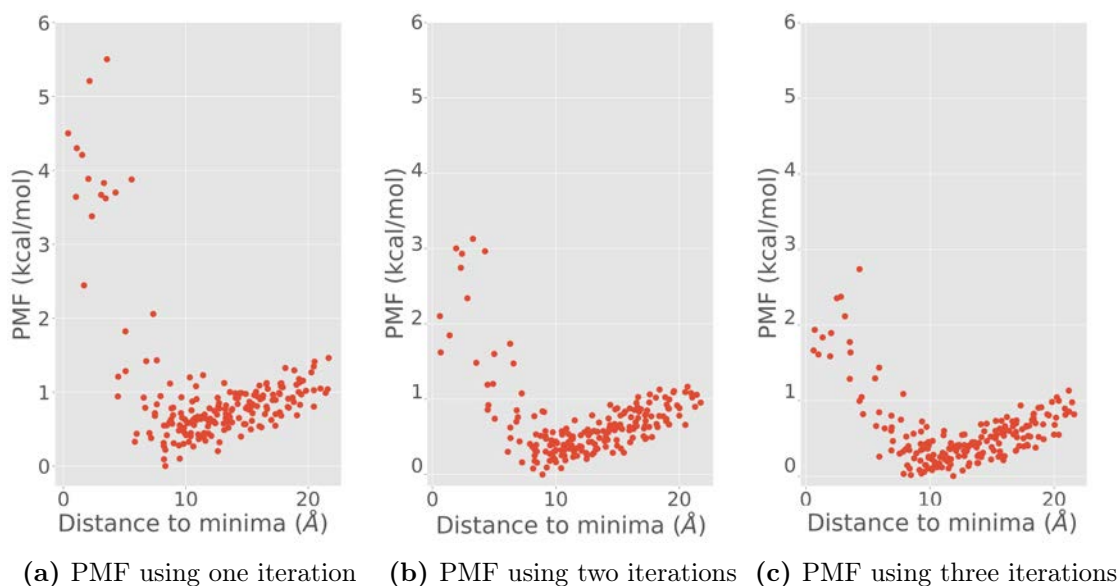 6
5
4
3
2
1
0
PMF (kcal/mol)
0 10 20
Distance to minima (Å)
6
5
4
3
2
1
0
PMF (kcal/mol)
0 10 20
Distance to minima (Å)
6
5
4
3
2
1
0
PMF (kcal/mol)
0 10 20
Distance to minima (Å)
(a) PMF using one iteration (b) PMF using two iterations (c) PMF using three iterations